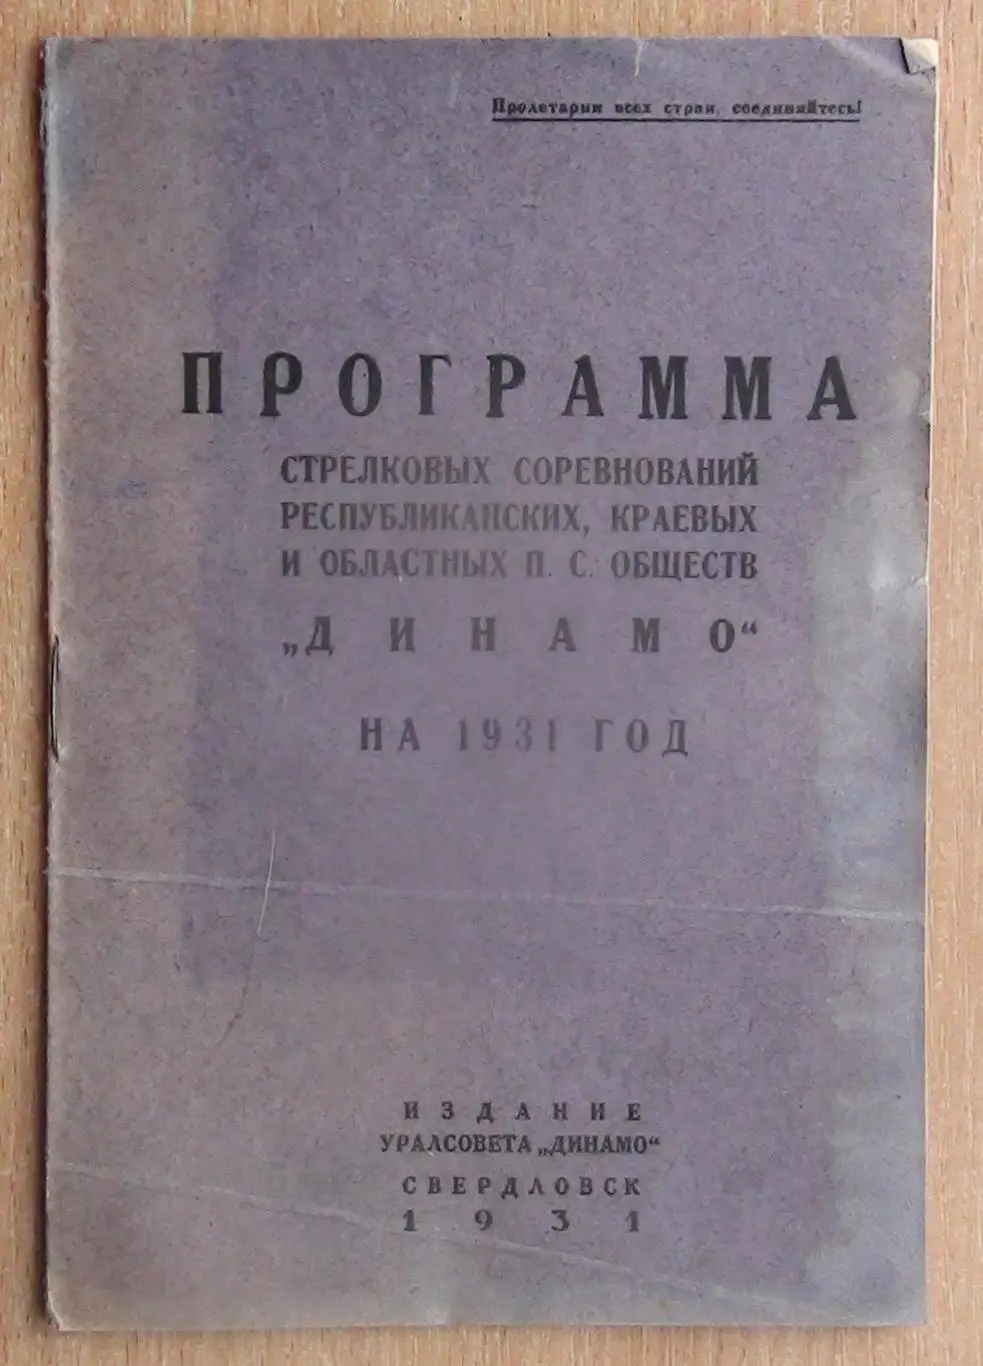 Пролетарии всех стран, соединяйтесь!
ПРОГРАММА
СТРЕЛКОВЫХ СОРЕВНОВАНИЙ
РЕСПУБЛИКАНСКИХ, КРАЕВЫХ
И ОБЛАСТНЫХ П. С. ОБЩЕСТВ
„ДИНАМО“
НА 1931 ГОД
ИЗДАНИЕ
УРАЛСОВЕТА „ДИНАМО“
СВЕРДЛОВСК
1931